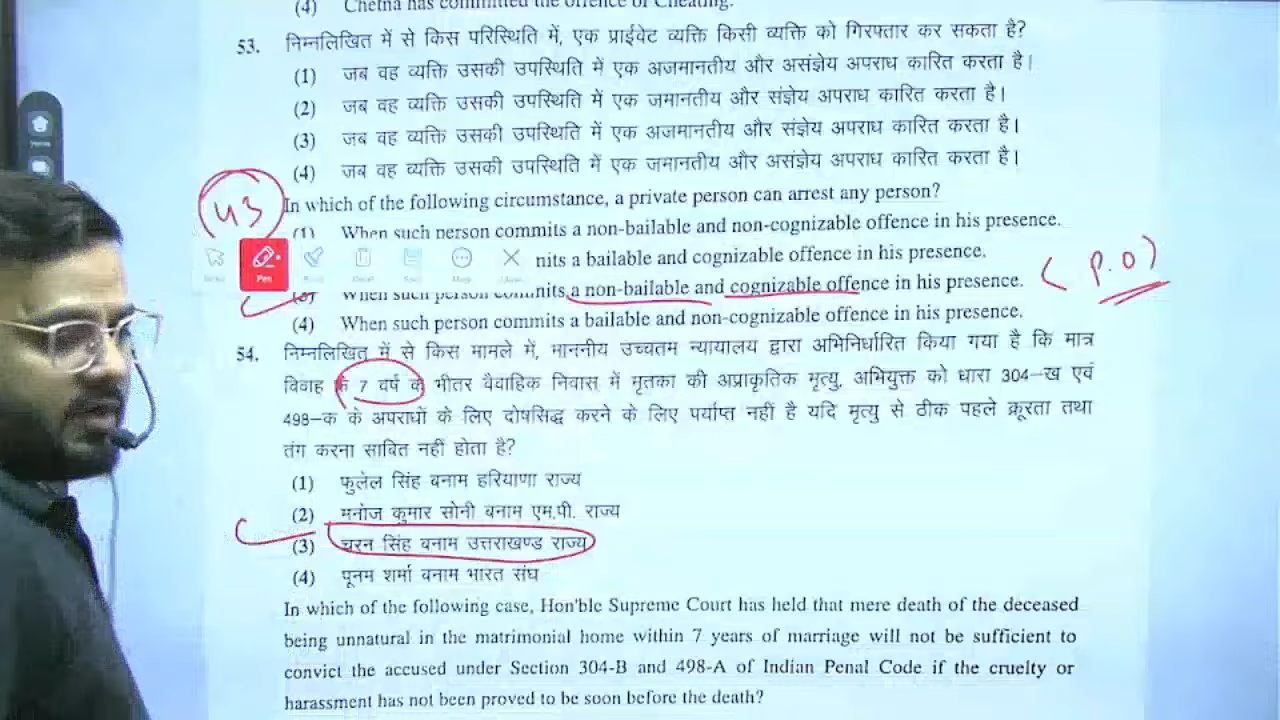 (4) Chetna has committed the offence of Cheating.
53. निम्नलिखित में से किस परिस्थिति में, एक प्राईवेट व्यक्ति किसी व्यक्ति को गिरफ्तार कर सकता है?
(1) जब वह व्यक्ति उसकी उपस्थिति में एक अजमानतीय और असंज्ञेय अपराध कारित करता है।
(2) जब वह व्यक्ति उसकी उपस्थिति में एक जमानतीय और संज्ञेय अपराध कारित करता है।
(3) जब वह व्यक्ति उसकी उपस्थिति में एक अजमानतीय और संज्ञेय अपराध कारित करता है।
(4) जब वह व्यक्ति उसकी उपस्थिति में एक जमानतीय और असंज्ञेय अपराध कारित करता है।
43
In which of the following circumstance, a private person can arrest any person?
(1) When such person commits a non-bailable and non-cognizable offence in his presence.
Pen
nits a bailable and cognizable offence in his presence.
When such person commits a non-bailable and cognizable offence in his presence.
(P.O)
(4) When such person commits a bailable and non-cognizable offence in his presence.
54. निम्नलिखित में से किस मामले में, माननीय उच्चतम न्यायालय द्वारा अभिनिर्धारित किया गया है कि मात्र
विवाह के 7 वर्ष के भीतर वैवाहिक निवास में मृतका की अप्राकृतिक मृत्यु, अभियुक्त को धारा 304–ख एवं
498–क के अपराधों के लिए दोषसिद्ध करने के लिए पर्याप्त नहीं है यदि मृत्यु से ठीक पहले क्रूरता तथा
तंग करना साबित नहीं होता है?
(1) फुलेल सिंह बनाम हरियाणा राज्य
(2) मनोज कुमार सोनी बनाम एम.पी. राज्य
(3) चरन सिंह बनाम उत्तराखण्ड राज्य
(4) पूनम शर्मा बनाम भारत संघ
In which of the following case, Hon'ble Supreme Court has held that mere death of the deceased
being unnatural in the matrimonial home within 7 years of marriage will not be sufficient to
convict the accused under Section 304-B and 498-A of Indian Penal Code if the cruelty or
harassment has not been proved to be soon before the death?